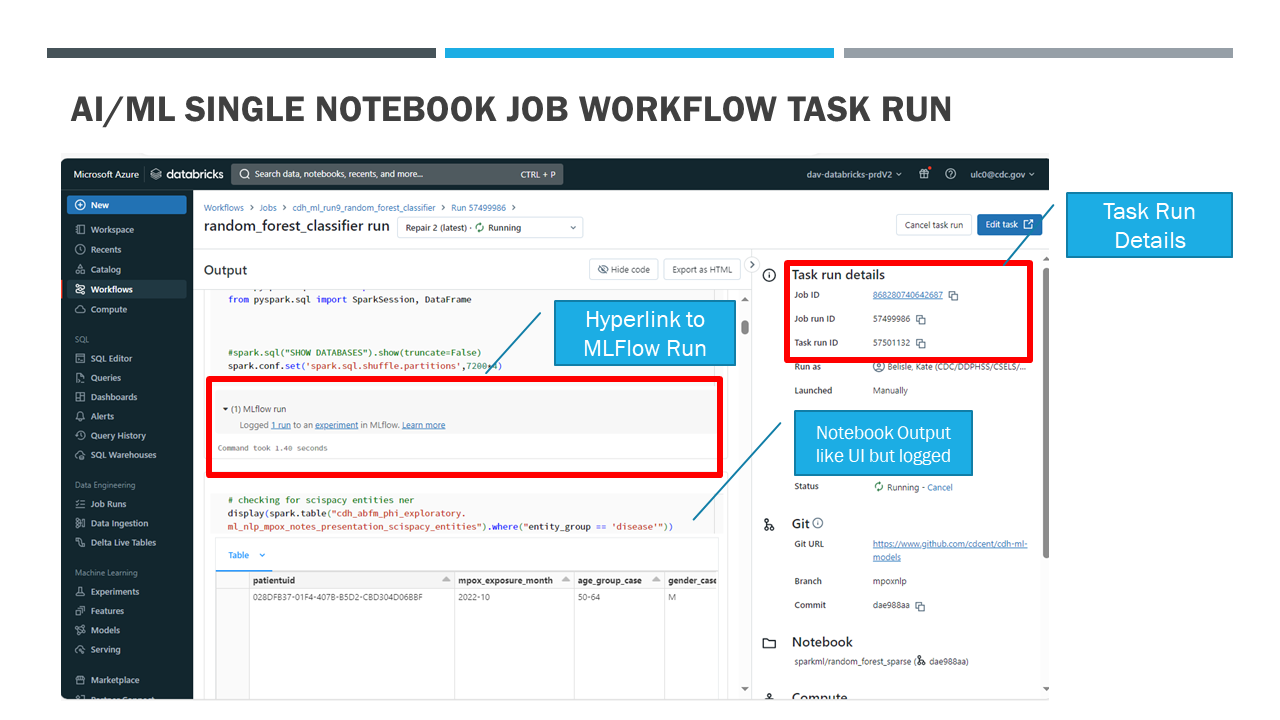 AI/ML SINGLE NOTEBOOK JOB WORKFLOW TASK RUN
Microsoft Azure
databricks
Search data, notebooks, recents, and more...
CTRL + P
dav-databricks-prdV2
ulc0@cdc.gov
New
Workspace
Recents
Catalog
Workflows
Compute
SQL
SQL Editor
Queries
Dashboards
Alerts
Query History
SQL Warehouses
Data Engineering
Job Runs
Data Ingestion
Delta Live Tables
Machine Learning
Experiments
Features
Models
Serving
Marketplace
Workflows > Jobs > cdh_ml_run9_random_forest_classifier > Run 57499986 >
random_forest_classifier run
Repair 2 (latest) · Running
Cancel task run
Edit task
Output
Hide code
Export as HTML
from pyspark.sql import SparkSession, DataFrame
#spark.sql("SHOW DATABASES").show(truncate=False)
spark.conf.set('spark.sql.shuffle.partitions',7200*4)
Hyperlink to
MLFlow Run
(1) MLflow run
Logged 1 run to an experiment in MLflow. Learn more
Command took 1.40 seconds
# checking for scispacy entities ner
display(spark.table("cdh_abfm_phi_exploratory.
ml_nlp_mpox_notes_presentation_scispacy_entities").where("entity_group == 'disease'"))
Table
patientuid
mpox_exposure_month
age_group_case
gender_case
028DFB37-01F4-407B-B5D2-CBD304D06BBF
2022-10
50-64
M
Task run details
Job ID
868280740642687
Job run ID
57499986
Task run ID
57501132
Run as
Belisle, Kate (CDC/DDPHSS/CSELS/...
Launched
Manually
Notebook Output
like UI but logged
Status
Running - Cancel
Git
Git URL
https://www.github.com/cdcent/cdh-ml-
models
Branch
mpoxnlp
Commit
dae988aa
Notebook
sparkml/random_forest_sparse ( dae988aa)
Compute
Task Run
Details